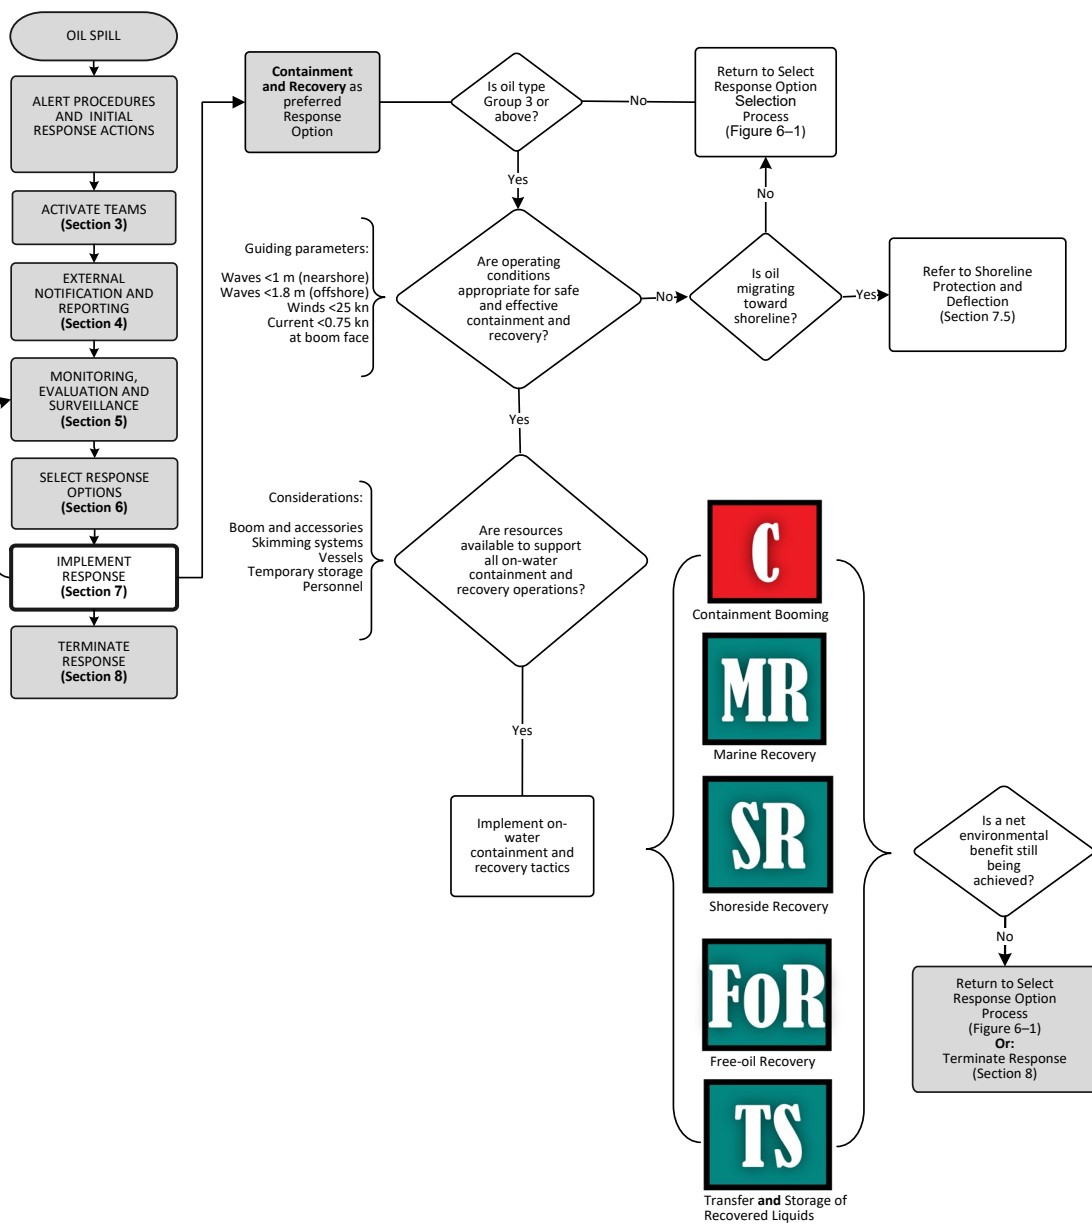 OIL SPILL
ALERT PROCEDURES
AND INITIAL
RESPONSE ACTIONS
ACTIVATE TEAMS
(Section 3)
EXTERNAL
NOTIFICATION AND
REPORTING
(Section 4)
MONITORING,
EVALUATION AND
SURVEILLANCE
(Section 5)
SELECT RESPONSE
OPTIONS
(Section 6)
IMPLEMENT
RESPONSE
(Section 7)
TERMINATE
RESPONSE
(Section 8)
Containment
and Recovery as
preferred
Response
Option
Is oil type
Group 3 or
above?
No
Return to Select
Response Option
Selection
Process
(Figure 6–1)
Yes
No
Guiding parameters:
Waves <1 m (nearshore)
Waves <1.8 m (offshore)
Winds <25 kn
Current <0.75 kn
at boom face
Are operating
conditions
appropriate for safe
and effective
containment and
recovery?
No
Is oil
migrating
toward
shoreline?
Yes
Refer to Shoreline
Protection and
Deflection
(Section 7.5)
Yes
Considerations:
Boom and accessories
Skimming systems
Vessels
Temporary storage
Personnel
Are resources
available to support
all on-water
containment and
recovery operations?
Yes
Implement on-
water
containment and
recovery tactics
C
Containment Booming
MR
Marine Recovery
SR
Shoreside Recovery
FoR
Free-oil Recovery
TS
Transfer and Storage of
Recovered Liquids
Is a net
environmental
benefit still
being
achieved?
No
Return to Select
Response Option
Process
(Figure 6–1)
Or:
Terminate Response
(Section 8)